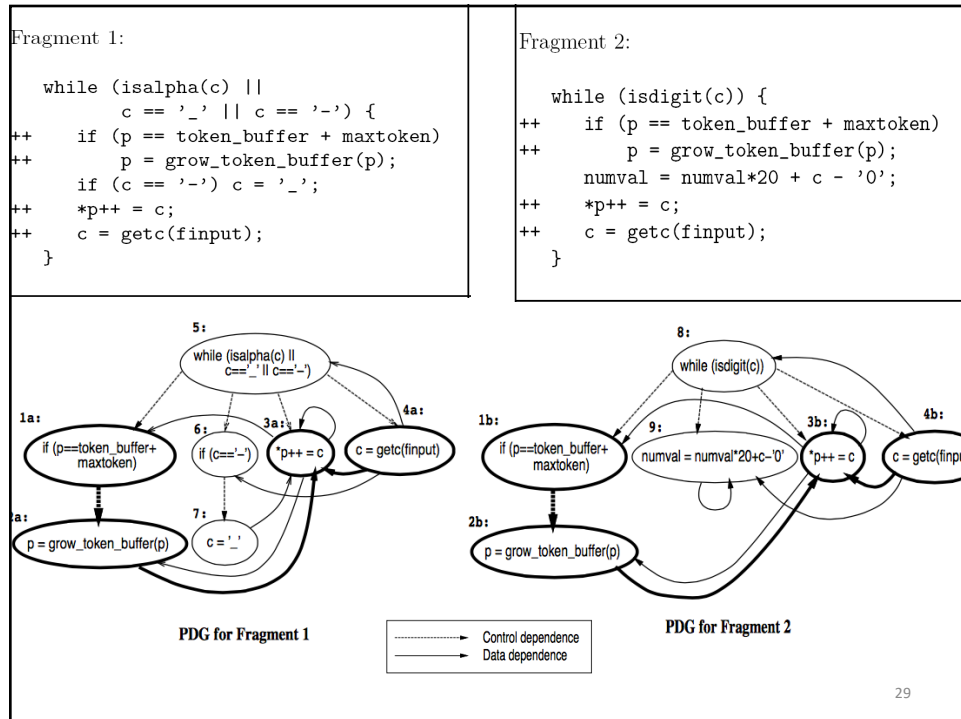 Fragment 1:
while (isalpha(c) ||
c == '_' || c == '-') {
++ if (p == token_buffer + maxtoken)
++ p = grow_token_buffer(p);
if (c == '-') c = '_';
++ *p++ = c;
++ c = getc(finput);
}
Fragment 2:
while (isdigit(c)) {
++ if (p == token_buffer + maxtoken)
++ p = grow_token_buffer(p);
numval = numval*20 + c - '0';
++ *p++ = c;
++ c = getc(finput);
}
5:
while (isalpha(c) ||
c=='_' || c=='-')
1a:
if (p==token_buffer+
maxtoken)
6:
if (c=='-')
3a:
*p++ = c
4a:
c = getc(finput)
2a:
p = grow_token_buffer(p)
7:
c = '_'
PDG for Fragment 1
8:
while (isdigit(c))
1b:
if (p==token_buffer+
maxtoken)
9:
numval = numval*20+c-'0'
3b:
*p++ = c
4b:
c = getc(finput)
2b:
p = grow_token_buffer(p)
PDG for Fragment 2
Control dependence
Data dependence
29